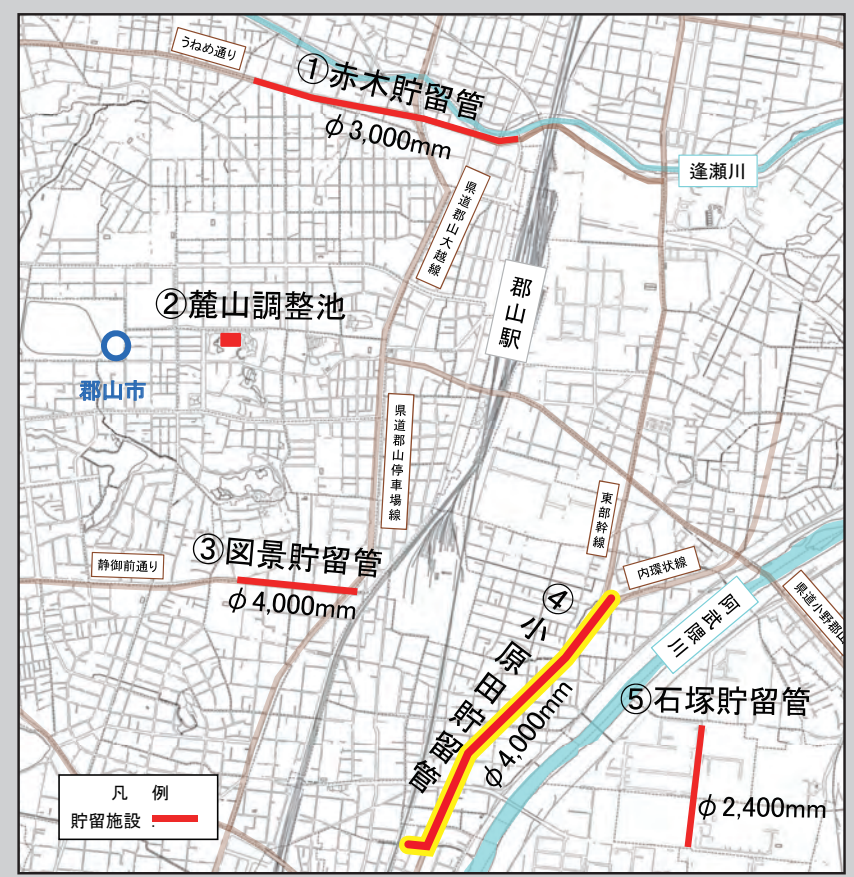 うねめ通り
①赤木貯留管
φ3,000mm
逢瀬川
県道郡山大越線
郡山駅
②麓山調整池
郡山市
県道郡山停車場線
東部幹線
静御前通り
③図景貯留管
φ4,000mm
内環状線
阿武隈川
県道小野郡山
④小原田貯留管
φ4,000mm
⑤石塚貯留管
φ2,400mm
凡 例
貯留施設 :